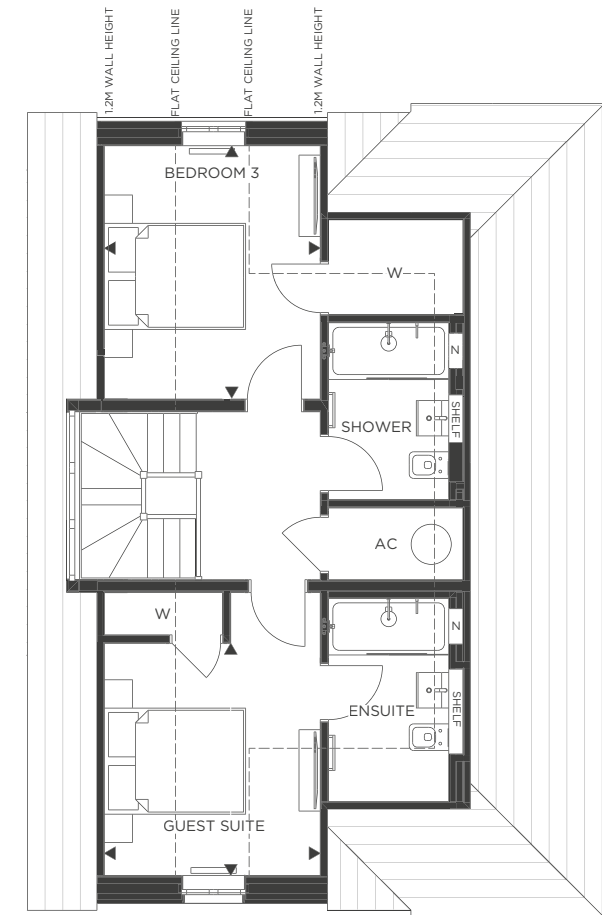 1.2M WALL HEIGHT
FLAT CEILING LINE
FLAT CEILING LINE
1.2M WALL HEIGHT
BEDROOM 3
W
N
SHELF
SHOWER
AC
W
N
SHELF
ENSUITE
GUEST SUITE